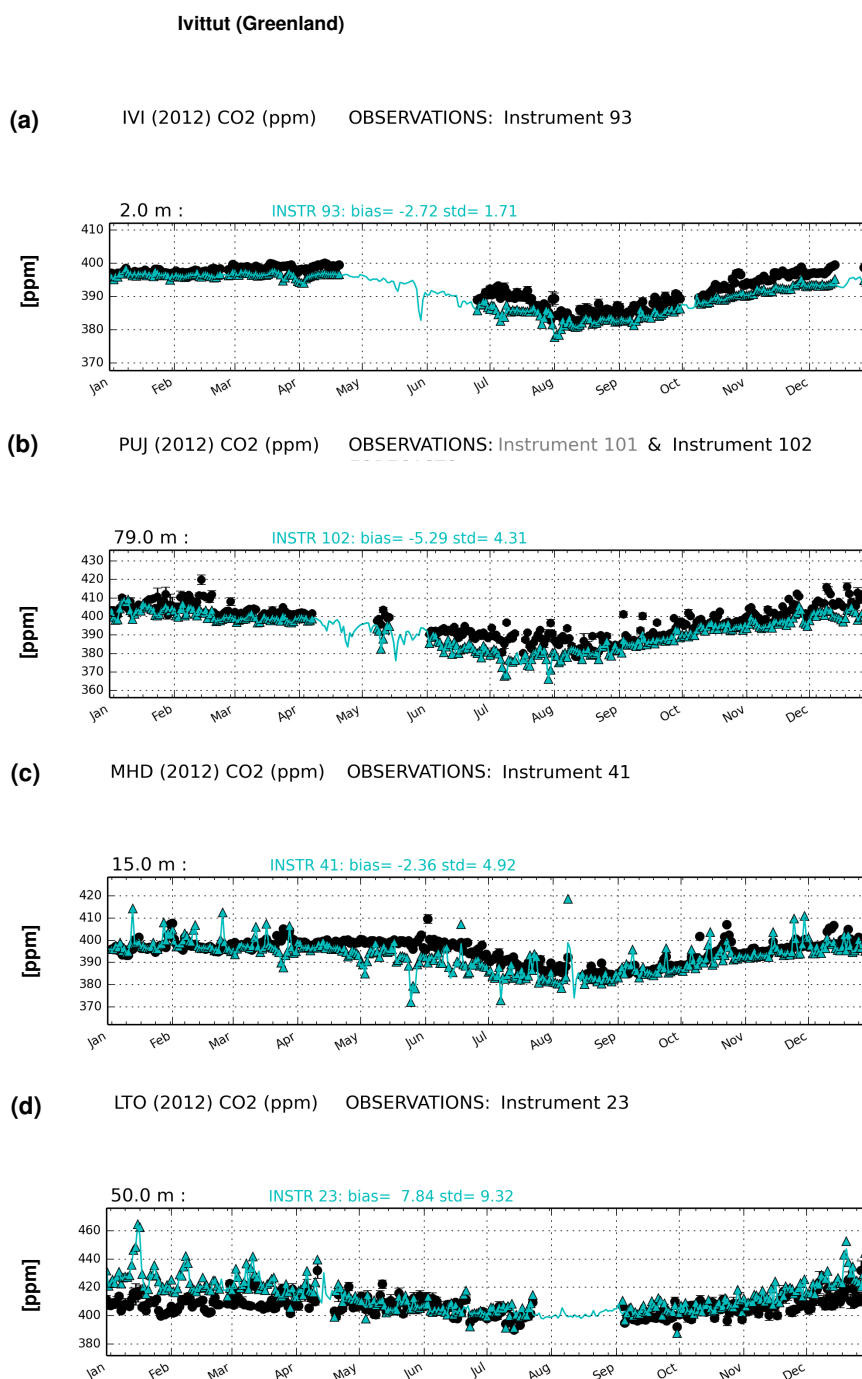 Ivittut (Greenland)
(a) IVI (2012) CO2 (ppm) OBSERVATIONS: Instrument 93
2.0 m : INSTR 93: bias= -2.72 std= 1.71
[ppm]
410
400
390
380
370
Jan Feb Mar Apr May Jun Jul Aug Sep Oct Nov Dec
(b) PUJ (2012) CO2 (ppm) OBSERVATIONS: Instrument 101 & Instrument 102
79.0 m : INSTR 102: bias= -5.29 std= 4.31
[ppm]
430
420
410
400
390
380
370
360
Jan Feb Mar Apr May Jun Jul Aug Sep Oct Nov Dec
(c) MHD (2012) CO2 (ppm) OBSERVATIONS: Instrument 41
15.0 m : INSTR 41: bias= -2.36 std= 4.92
[ppm]
420
410
400
390
380
370
Jan Feb Mar Apr May Jun Jul Aug Sep Oct Nov Dec
(d) LTO (2012) CO2 (ppm) OBSERVATIONS: Instrument 23
50.0 m : INSTR 23: bias= 7.84 std= 9.32
[ppm]
460
440
420
400
380
Jan Feb Mar Apr May Jun Jul Aug Sep Oct Nov Dec